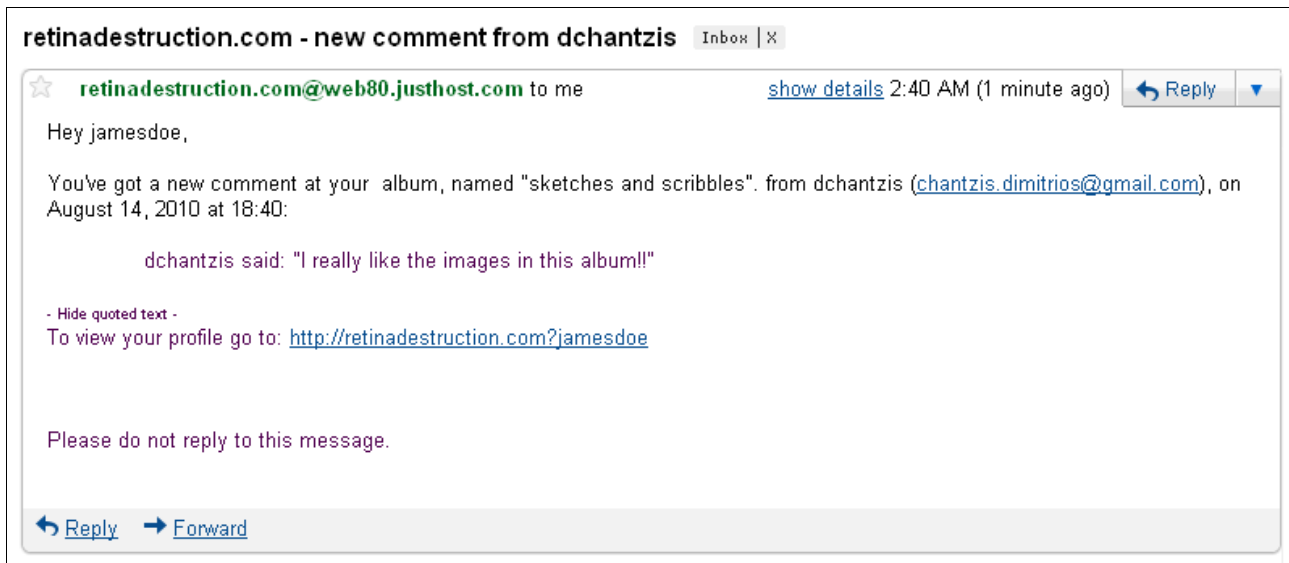 retinadestruction.com - new comment from dchantzis Inbox | X
retinadestruction.com@web80.justhost.com to me show details 2:40 AM (1 minute ago) Reply
Hey jamesdoe,
You've got a new comment at your album, named "sketches and scribbles". from dchantzis (chantzis.dimitrios@gmail.com), on
August 14, 2010 at 18:40:
dchantzis said: "I really like the images in this album!!"
- Hide quoted text -
To view your profile go to: http://retinadestruction.com?jamesdoe
Please do not reply to this message.
Reply Forward